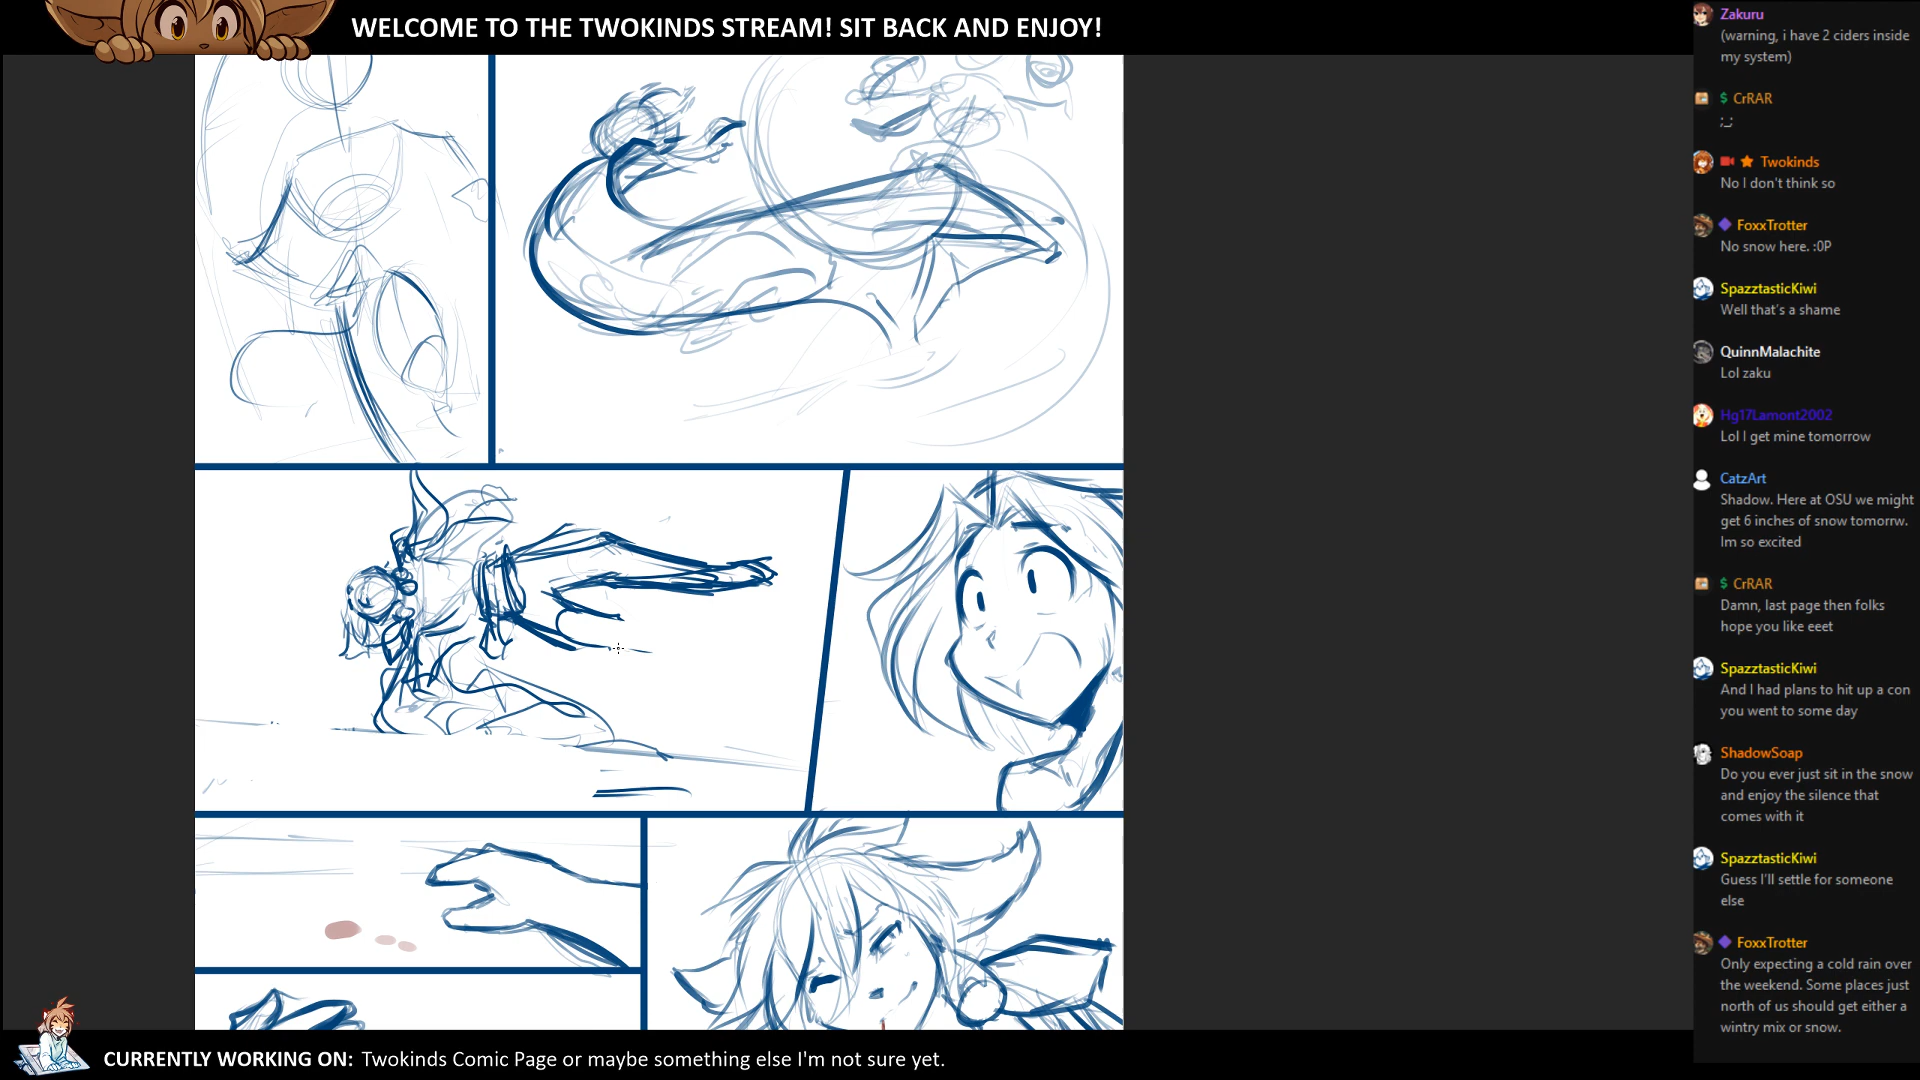 WELCOME TO THE TWOKINDS STREAM! SIT BACK AND ENJOY!
Zakuru
(warning, i have 2 ciders inside
my system)
$ CrRAR
;_;
Twokinds
No I don't think so
FoxxTrotter
No snow here. :0P
SpazztasticKiwi
Well that's a shame
QuinnMalachite
Lol zaku
Hg17Lamont2002
Lol I get mine tomorrow
CatzArt
Shadow. Here at OSU we might
get 6 inches of snow tomorrw.
Im so excited
$ CrRAR
Damn, last page then folks
hope you like eeet
SpazztasticKiwi
And I had plans to hit up a con
you went to some day
ShadowSoap
Do you ever just sit in the snow
and enjoy the silence that
comes with it
SpazztasticKiwi
Guess I'll settle for someone
else
FoxxTrotter
Only expecting a cold rain over
the weekend. Some places just
north of us should get either a
wintry mix or snow.
CURRENTLY WORKING ON: Twokinds Comic Page or maybe something else I'm not sure yet.